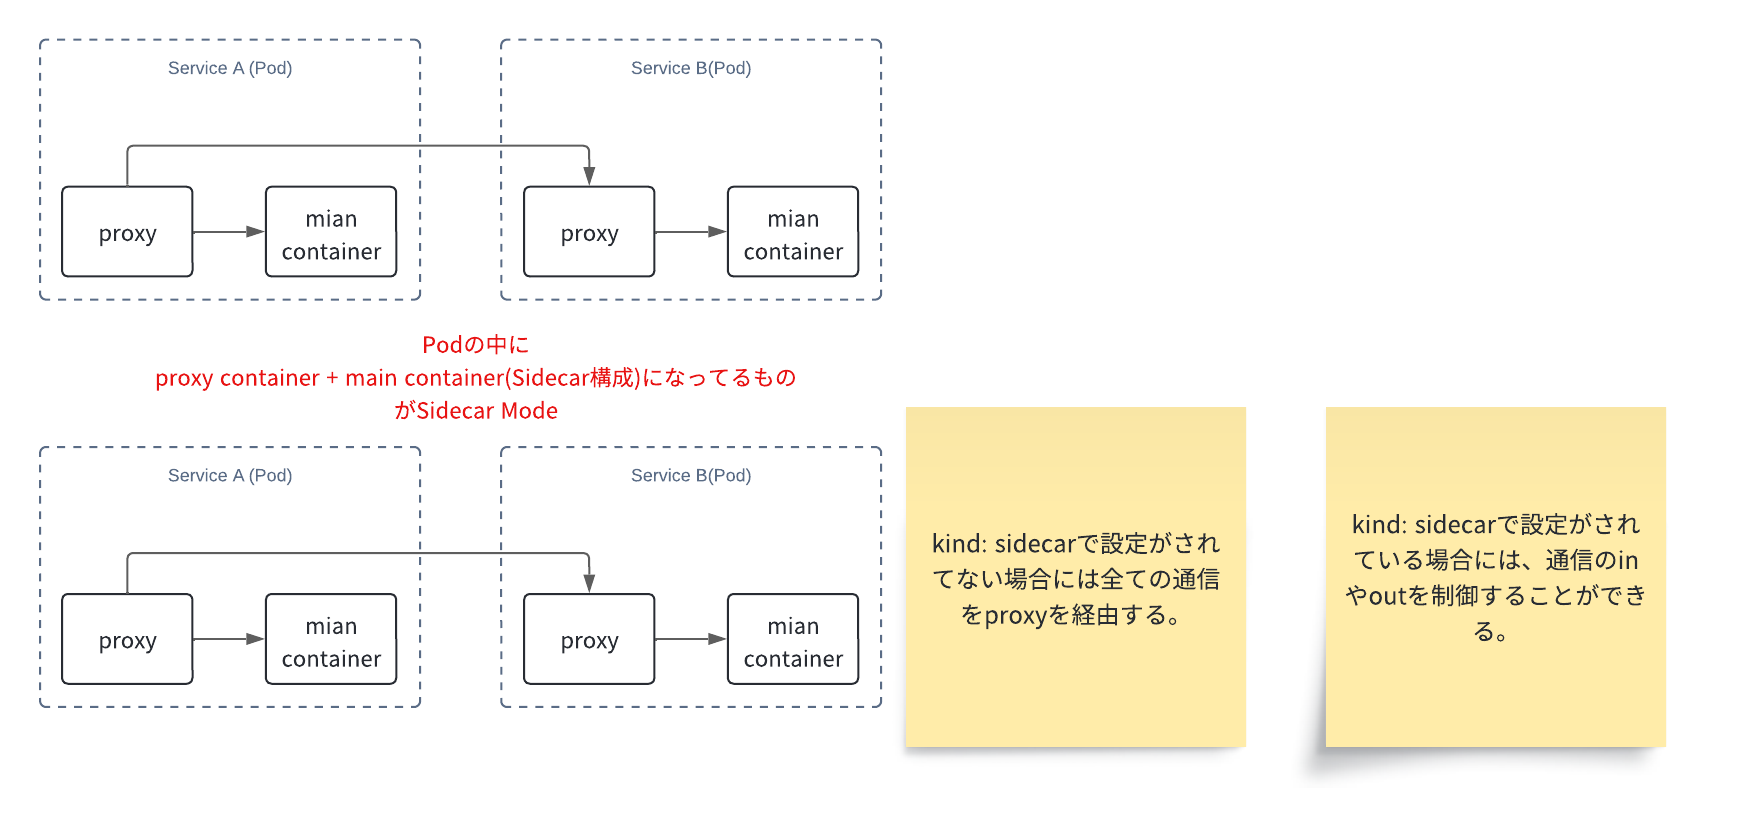 Service A (Pod)
Service B(Pod)
proxy
mian
container
proxy
mian
container
Podの中に
proxy container + main container(Sidecar構成)になってるもの
がSidecar Mode
Service A (Pod)
Service B(Pod)
proxy
mian
container
proxy
mian
container
kind: sidecarで設定がされ
てない場合には全ての通信
をproxyを経由する。
kind: sidecarで設定がされ
ている場合には、通信のin
やoutを制御することができ
る。